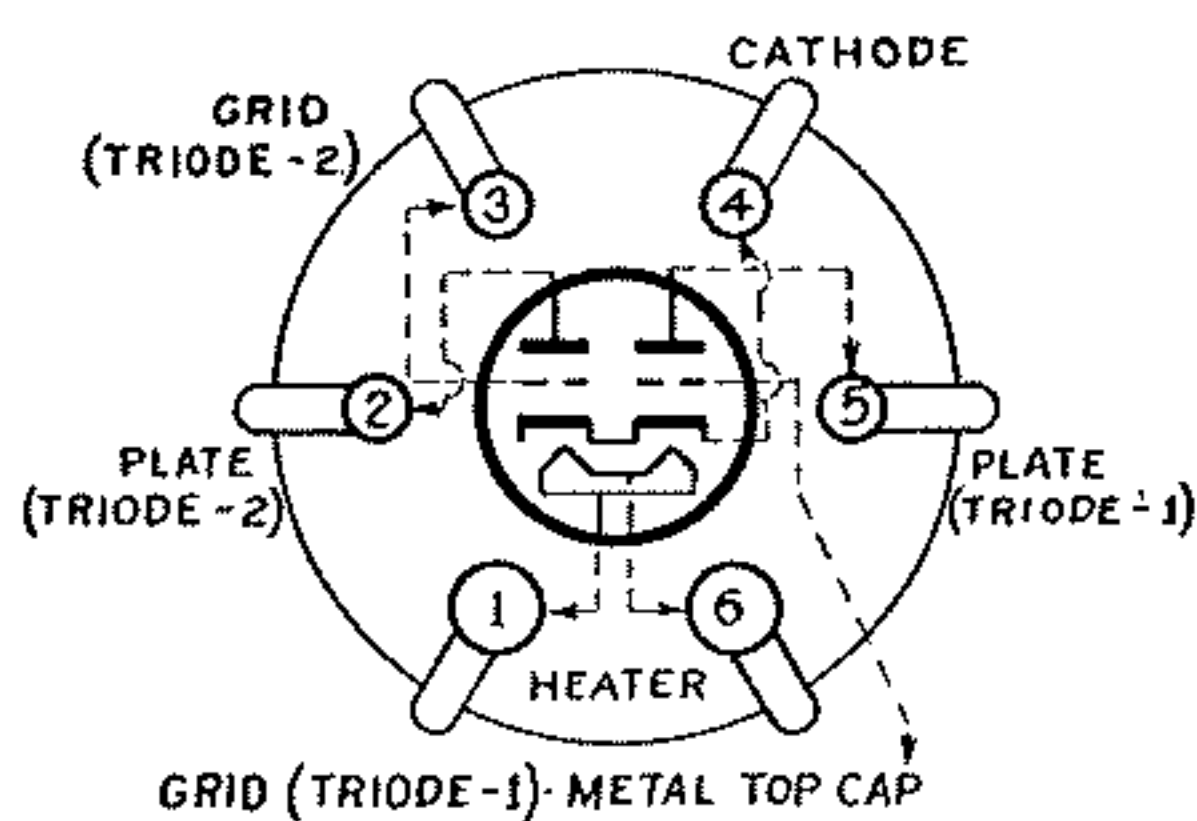 CATHODE
GRID
(TRIODE-2)
3
4
2
5
PLATE
(TRIODE-2)
PLATE
(TRIODE-1)
1
6
HEATER
GRID (TRIODE-1)-METAL TOP CAP